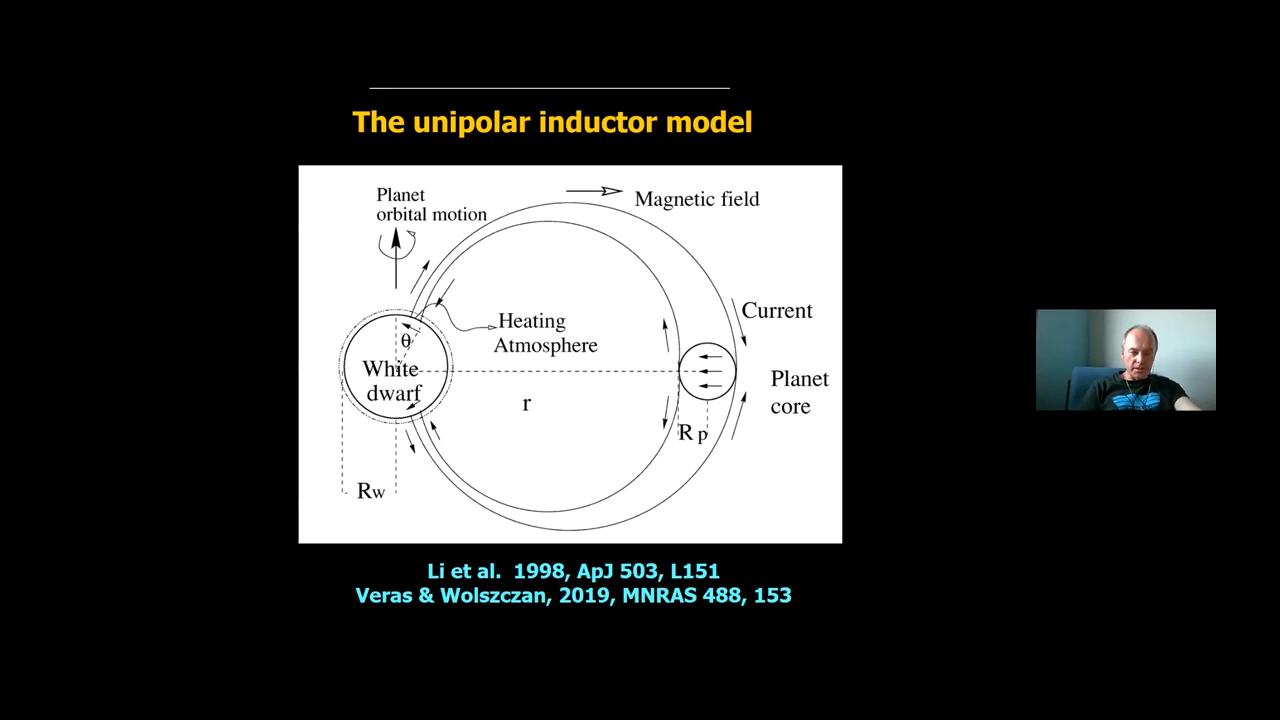 The unipolar inductor model
Planet
orbital motion
Magnetic field
Current
Heating
Atmosphere
θ
White
dwarf
r
Planet
core
Rp
Rw
Li et al. 1998, ApJ 503, L151
Veras & Wolszczan, 2019, MNRAS 488, 153